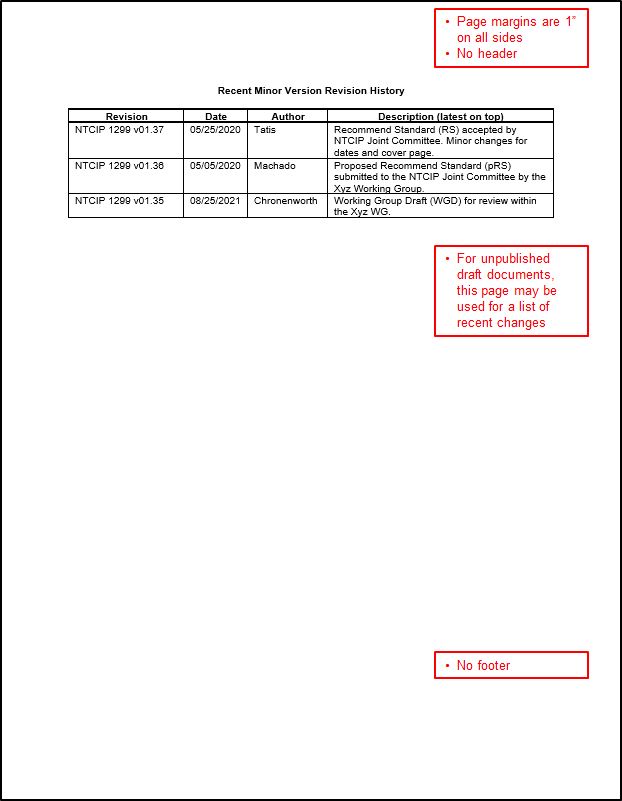 • Page margins are 1”
on all sides
• No header
Recent Minor Version Revision History
Revision Date Author Description (latest on top)
NTCIP 1299 v01.37 05/25/2020 Tatis Recommend Standard (RS) accepted by
NTCIP Joint Committee. Minor changes for
dates and cover page.
NTCIP 1299 v01.36 05/05/2020 Machado Proposed Recommend Standard (pRS)
submitted to the NTCIP Joint Committee by the
Xyz Working Group.
NTCIP 1299 v01.35 08/25/2021 Chronenworth Working Group Draft (WGD) for review within
the Xyz WG.
• For unpublished
draft documents,
this page may be
used for a list of
recent changes
• No footer